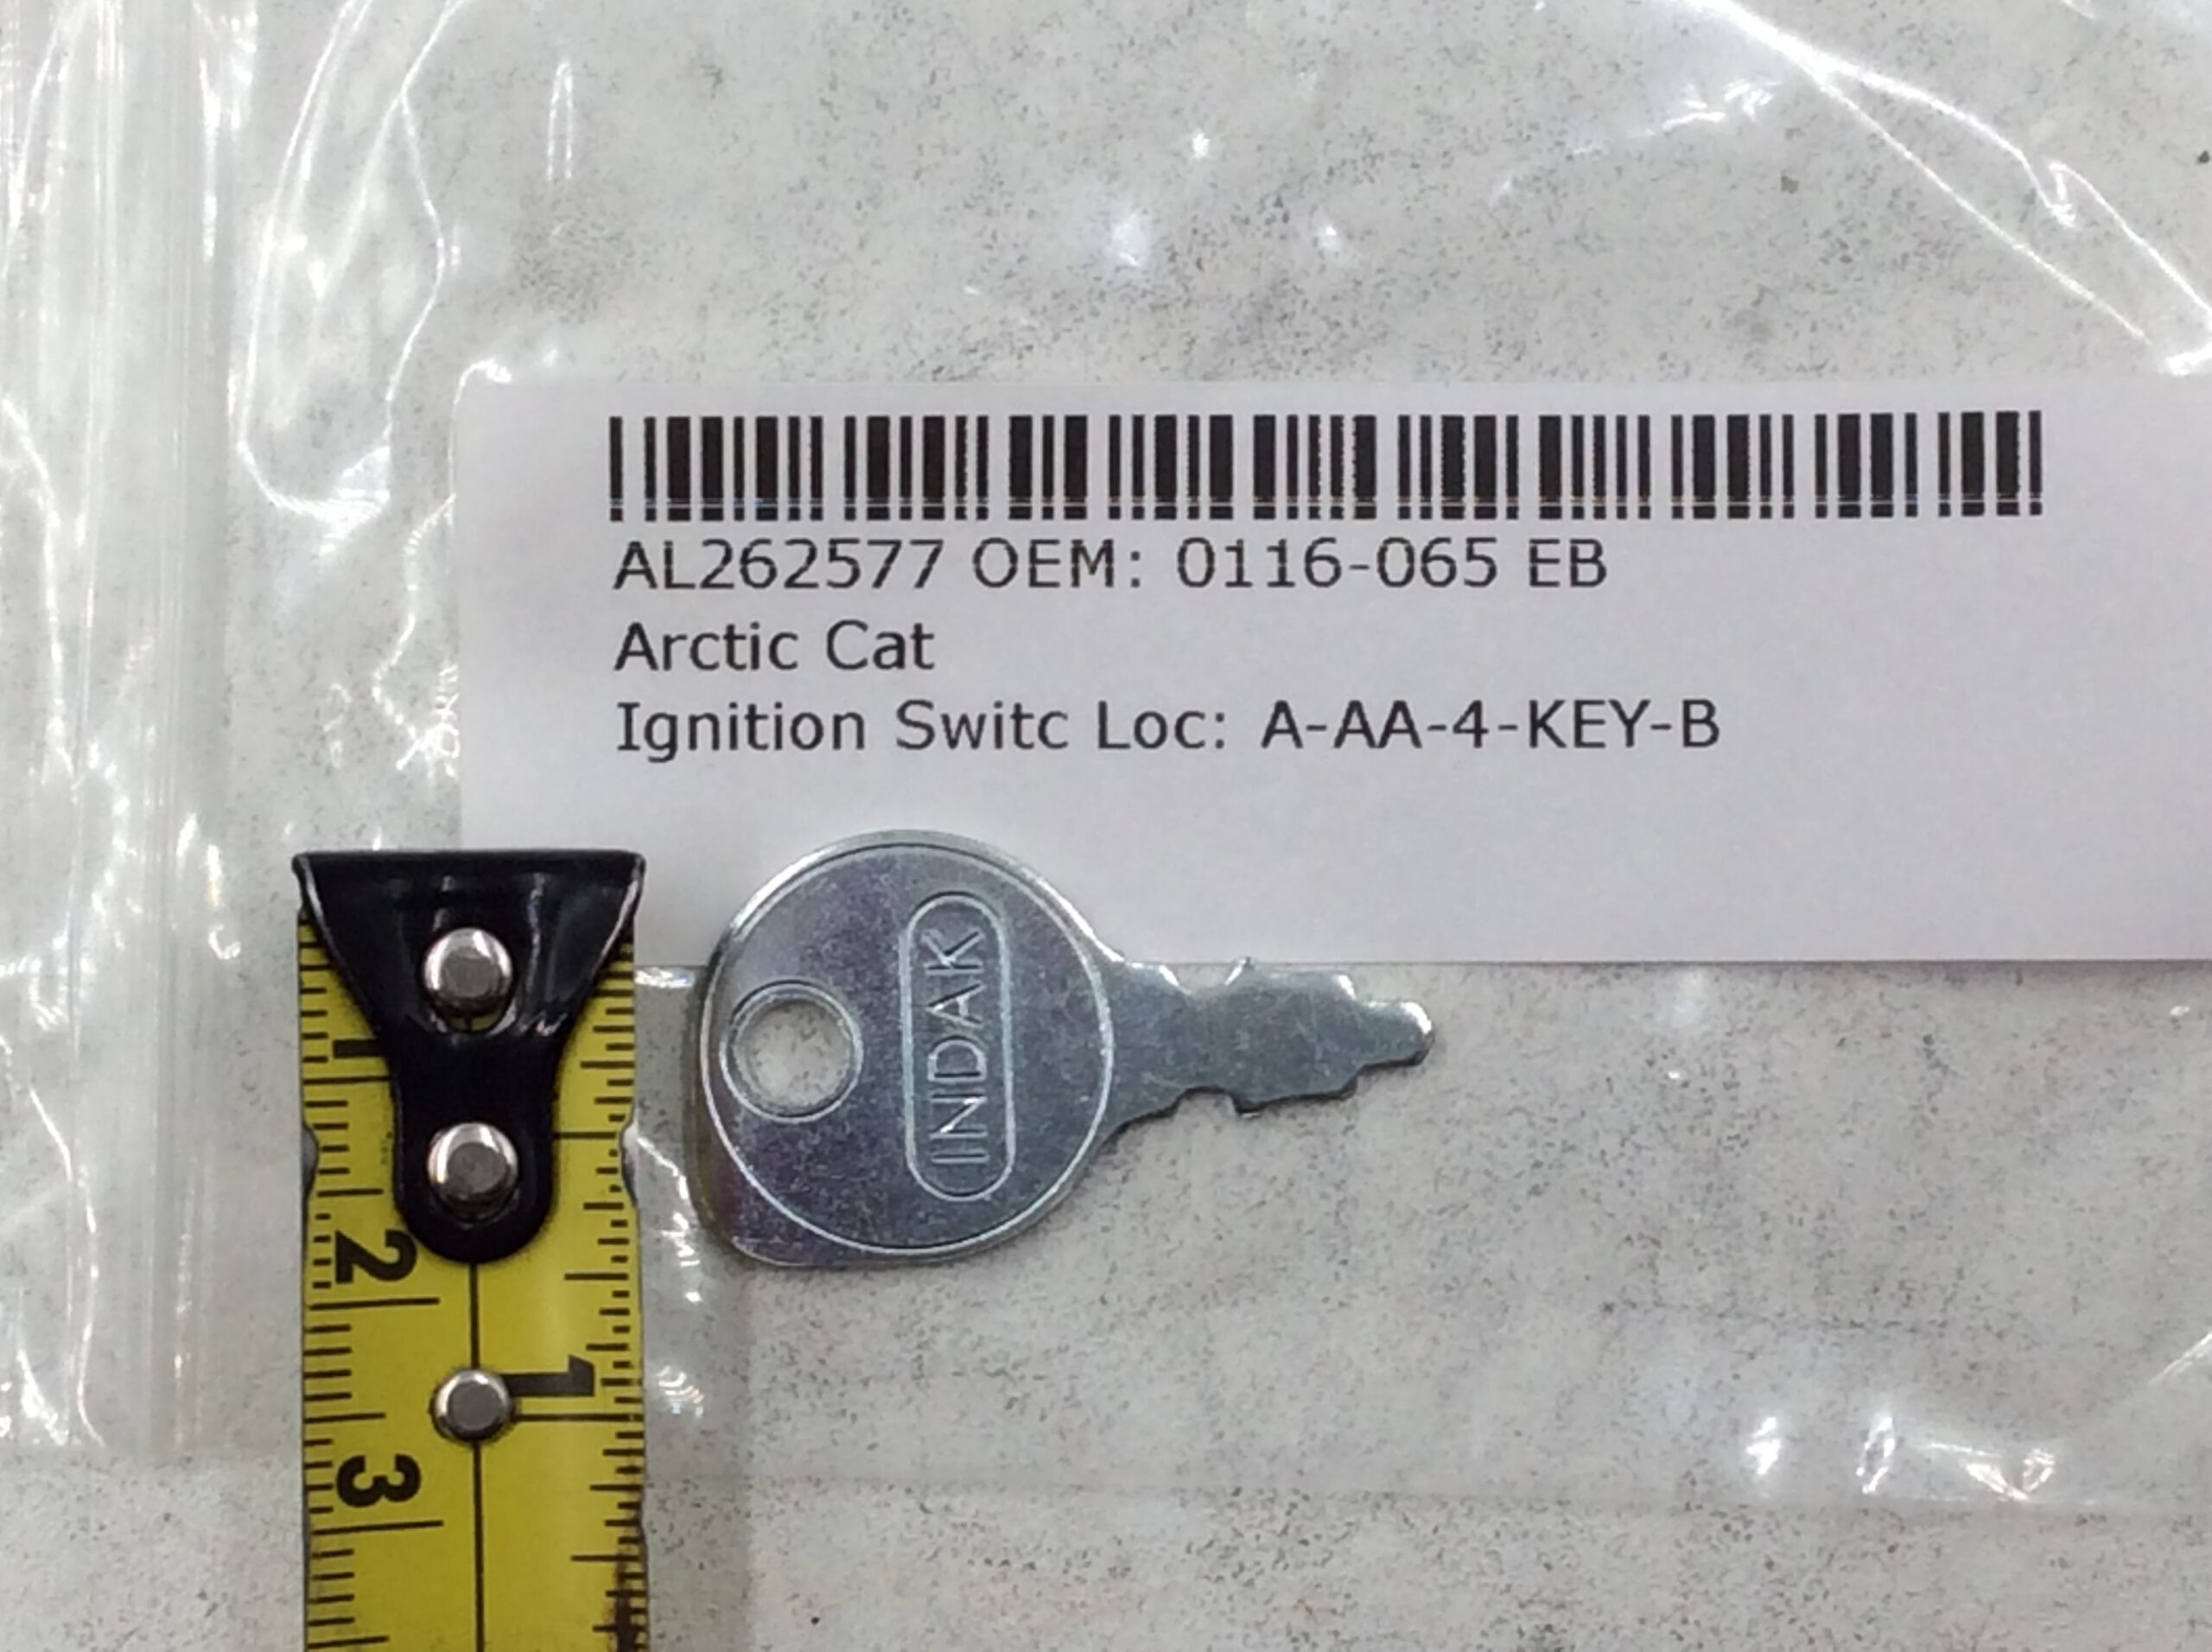 AL262577 OEM: 0116-065 EB
Arctic Cat
Ignition Switc Loc: A-AA-4-KEY-B
INDAK
1
2
1
3